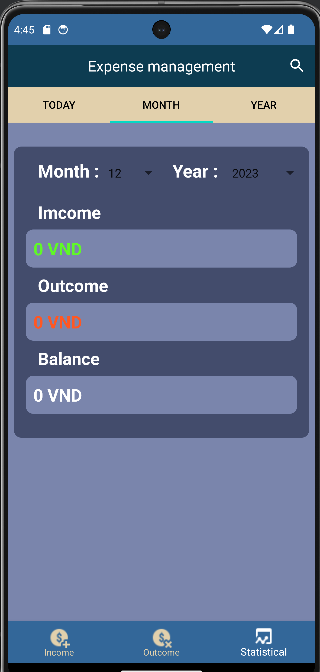 4:45
Expense management
TODAY MONTH YEAR
Month : 12 Year : 2023
Imcome
0 VND
Outcome
0 VND
Balance
0 VND
Income Outcome Statistical